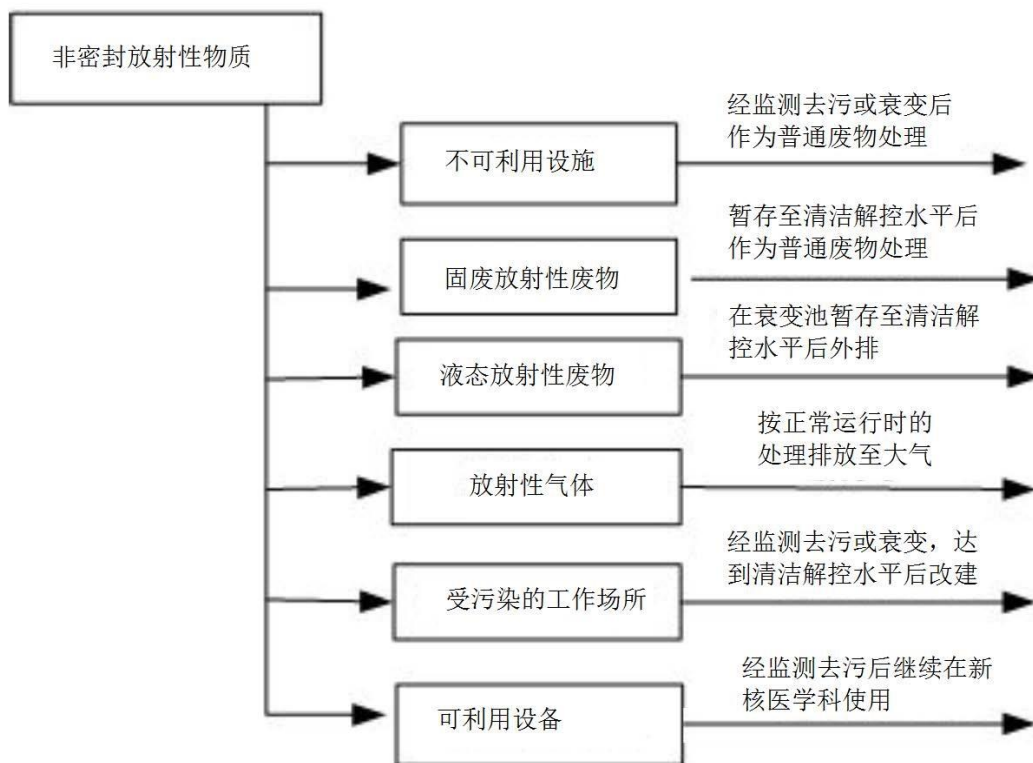 非密封放射性物质
经监测去污或衰变后
作为普通废物处理
不可利用设施
暂存至清洁解控水平后
作为普通废物处理
固废放射性废物
在衰变池暂存至清洁解
控水平后外排
液态放射性废物
按正常运行时的
处理排放至大气
放射性气体
经监测去污或衰变，达
到清洁解控水平后改建
受污染的工作场所
经监测去污后继续在新
核医学科使用
可利用设备